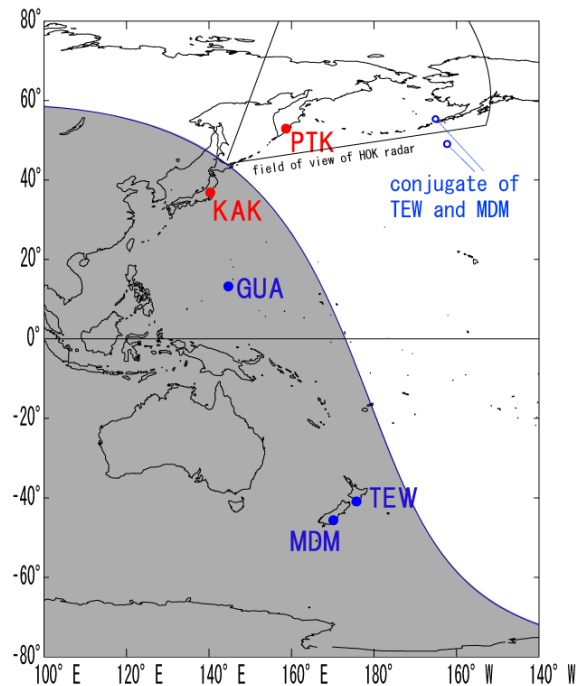 80°
60°
PTK
field of view of HOK radar
conjugate of
TEW and MDM
40°
KAK
20°
GUA
0°
-20°
-40°
TEW
MDM
-60°
-80°
100° E 120° E 140° E 160° E 180° 160° W 140° W